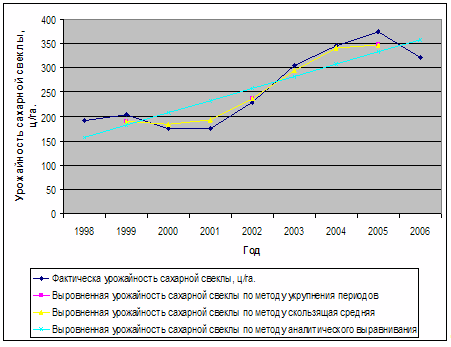 Урожайность сахарной свеклы,
ц/га.
400
350
300
250
200
150
100
50
0
1998 1999 2000 2001 2002 2003 2004 2005 2006
Год
Фактическа урожайность сахарной свеклы, ц/га.
Выровненная урожайность сахарной свеклы по методу укрупнения периодов
Выровненная урожайность сахарной свеклы по методу скользящая средняя
Выровненная урожайность сахарной свеклы по методу аналитического выравнивания